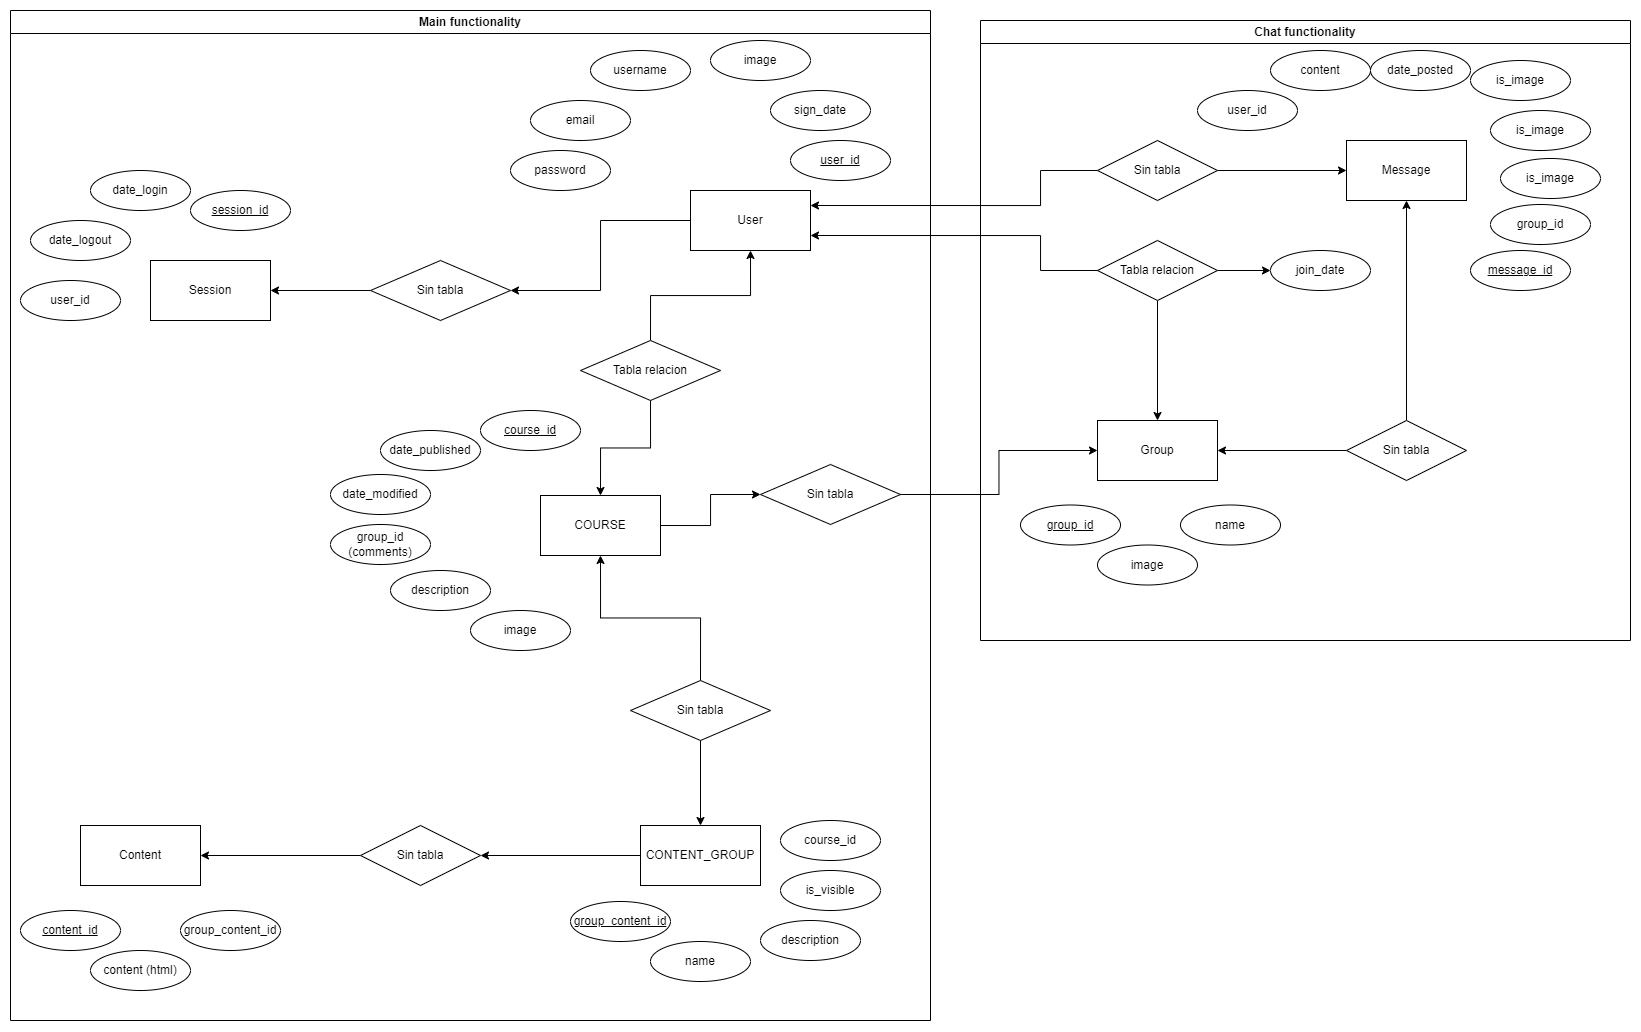 Main functionality
username
image
email
sign_date
password
user_id
date_login
session_id
date_logout
user_id
Session
Sin tabla
User
Tabla relacion
course_id
date_published
date_modified
group_id
(comments)
description
image
COURSE
Sin tabla
Sin tabla
Content
Sin tabla
CONTENT_GROUP
course_id
is_visible
description
group_content_id
name
content_id
group_content_id
content (html)
Chat functionality
content
date_posted
is_image
user_id
is_image
Sin tabla
Message
is_image
group_id
Tabla relacion
join_date
message_id
Group
Sin tabla
group_id
name
image